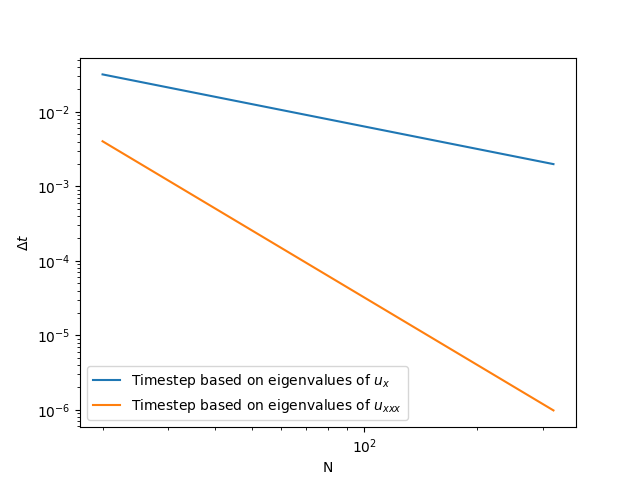 10⁻²
10⁻³
10⁻⁴
10⁻⁵
10⁻⁶
Δt
Timestep based on eigenvalues of uₓ
Timestep based on eigenvalues of uₓₓₓ
10²
N